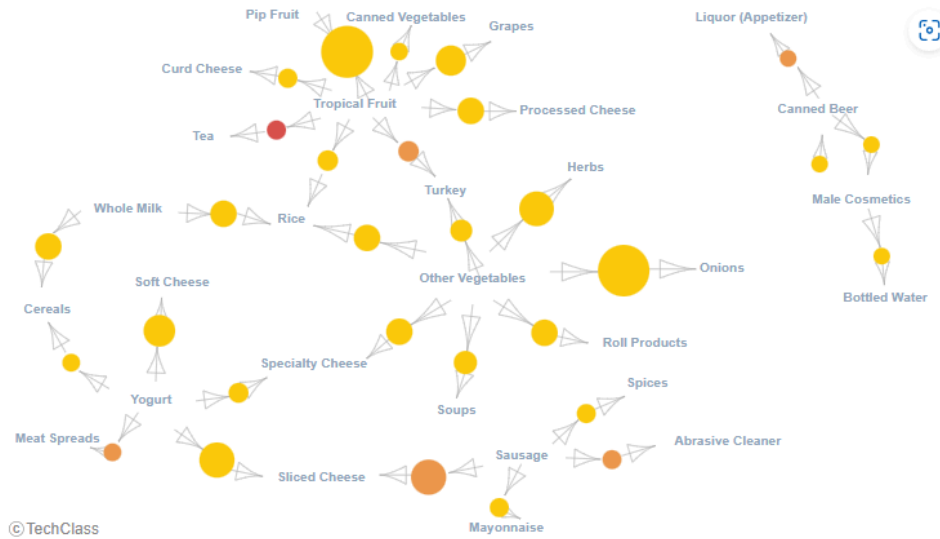 Pip Fruit
Canned Vegetables
Liquor (Appetizer)
Grapes
Curd Cheese
Tropical Fruit
Processed Cheese
Canned Beer
Tea
Herbs
Turkey
Whole Milk
Rice
Male Cosmetics
Other Vegetables
Onions
Soft Cheese
Bottled Water
Cereals
Roll Products
Specialty Cheese
Spices
Yogurt
Soups
Meat Spreads
Abrasive Cleaner
Sausage
Sliced Cheese
Mayonnaise
© TechClass